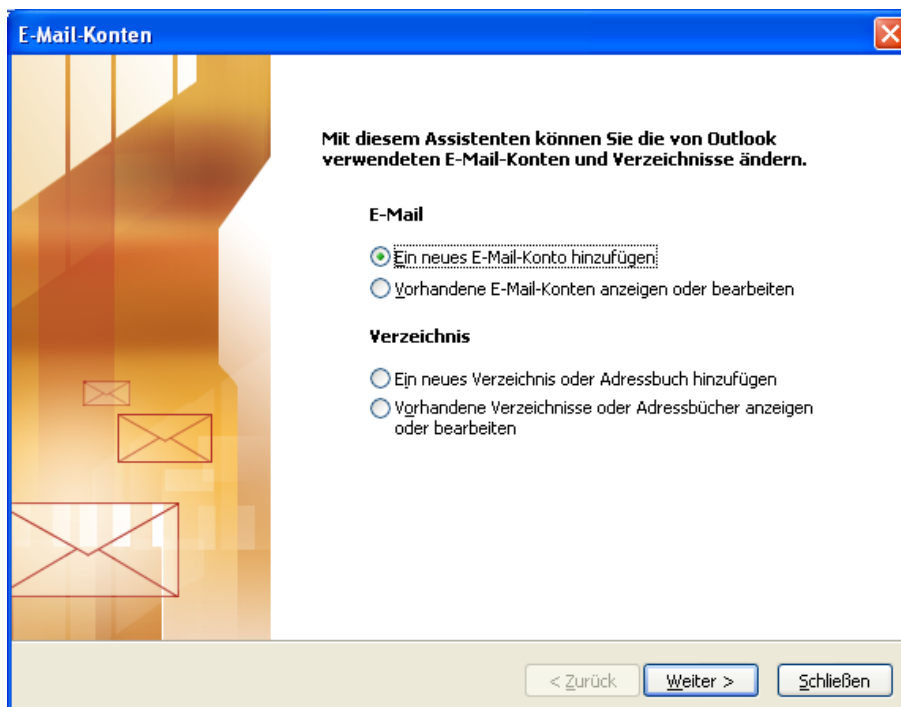 E-Mail-Konten
Mit diesem Assistenten können Sie die von Outlook
verwendeten E-Mail-Konten und Verzeichnisse ändern.
E-Mail
Ein neues E-Mail-Konto hinzufügen
Vorhandene E-Mail-Konten anzeigen oder bearbeiten
Verzeichnis
Ein neues Verzeichnis oder Adressbuch hinzufügen
Vorhandene Verzeichnisse oder Adressbücher anzeigen
oder bearbeiten
< Zurück
Weiter >
Schließen